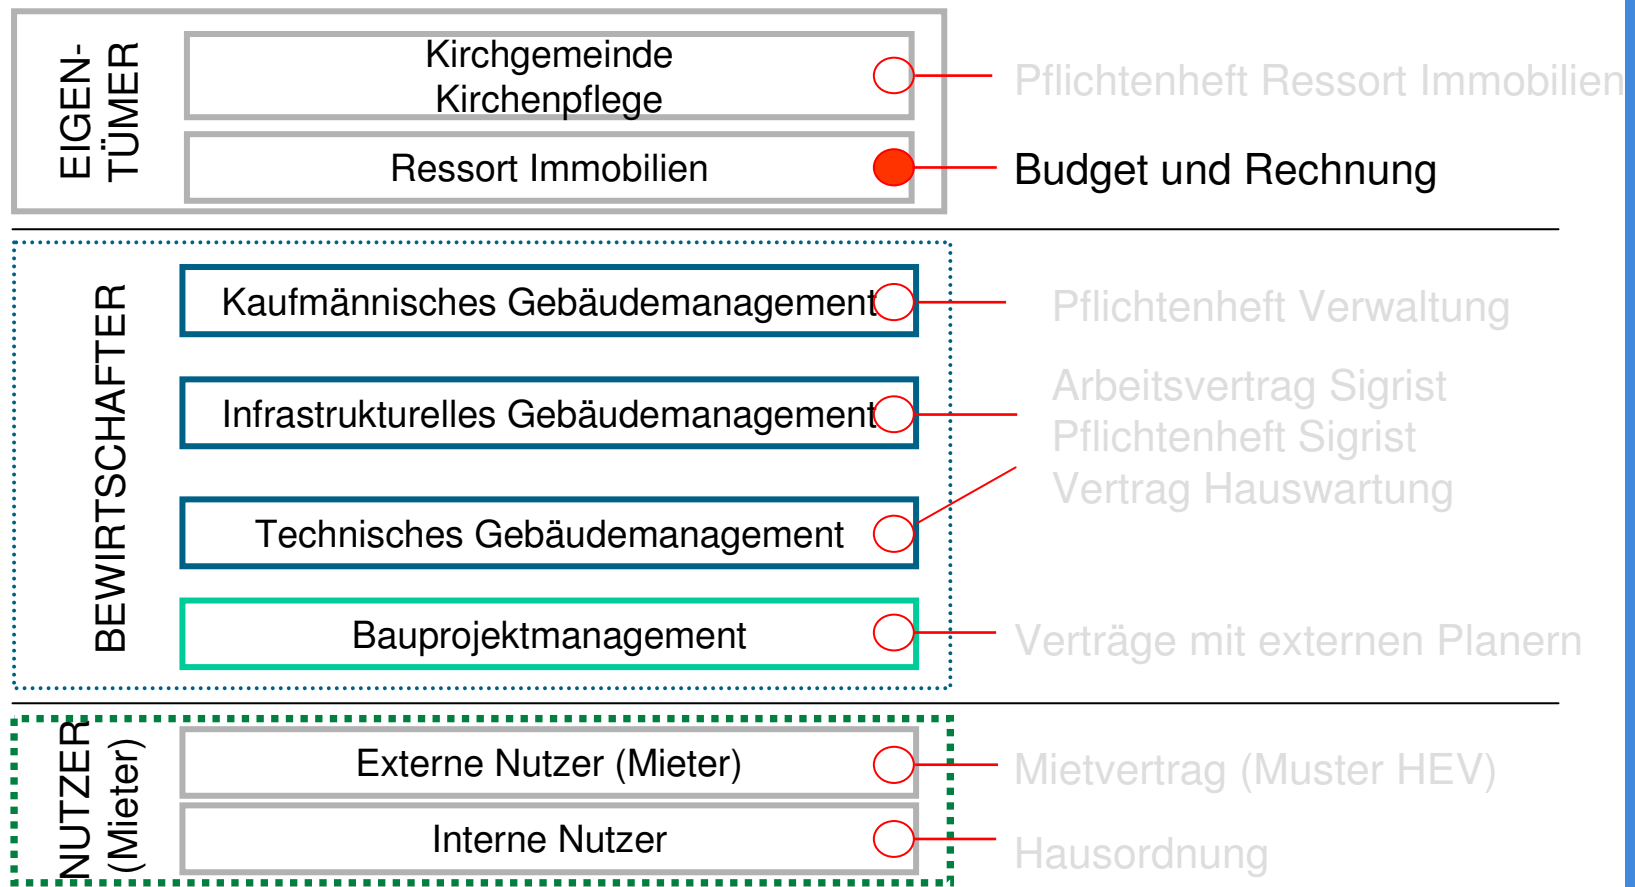 EIGEN-
TÜMER
Kirchgemeinde
Kirchenpflege
Pflichtenheft Ressort Immobilien
Ressort Immobilien
Budget und Rechnung
BEWIRTSCHAFTER
Kaufmännisches Gebäudemanagement
Pflichtenheft Verwaltung
Infrastrukturelles Gebäudemanagement
Arbeitsvertrag Sigrist
Pflichtenheft Sigrist
Vertrag Hauswartung
Technisches Gebäudemanagement
Bauprojektmanagement
Verträge mit externen Planern
NUTZER
(Mieter)
Externe Nutzer (Mieter)
Mietvertrag (Muster HEV)
Interne Nutzer
Hausordnung